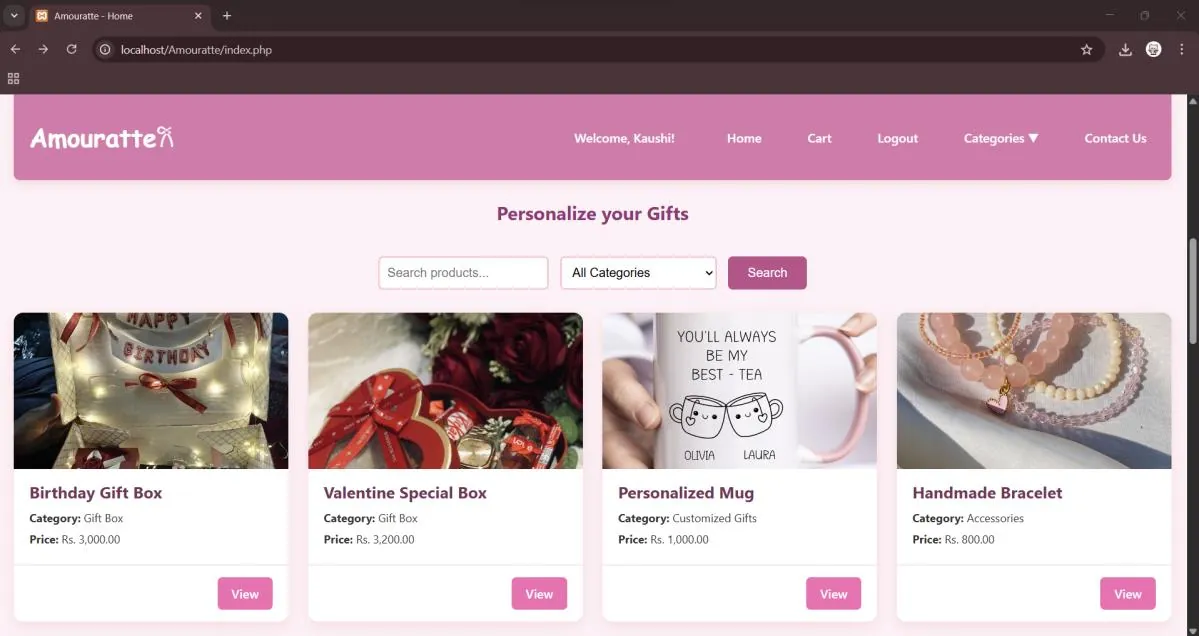 Amouratte - Home
localhost/Amouratte/index.php
Amouratte
Welcome, Kaushi!
Home
Cart
Logout
Categories ▼
Contact Us
Personalize your Gifts
Search products...
All Categories
Search
HAPPY
BIRTHDAY
Love
YOU'LL ALWAYS
BE MY
BEST - TEA
OLIVIA LAURA
Birthday Gift Box
Category: Gift Box
Price: Rs. 3,000.00
View
Valentine Special Box
Category: Gift Box
Price: Rs. 3,200.00
View
Personalized Mug
Category: Customized Gifts
Price: Rs. 1,000.00
View
Handmade Bracelet
Category: Accessories
Price: Rs. 800.00
View